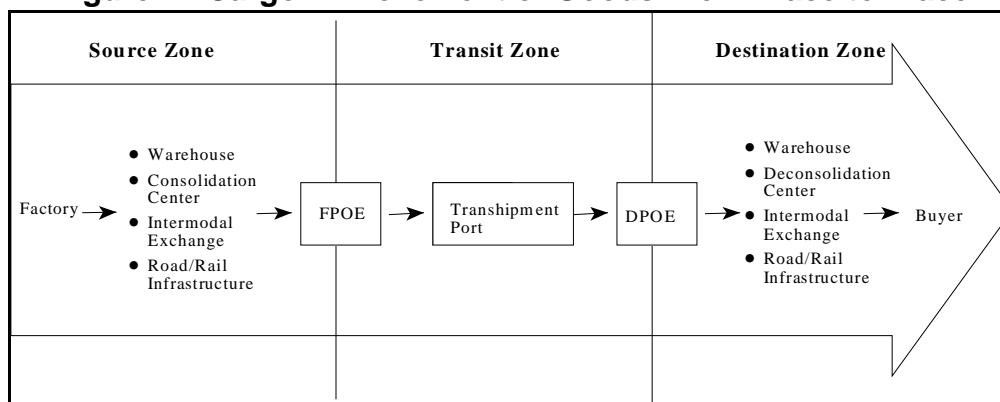 Source Zone
Transit Zone
Destination Zone
Factory
● Warehouse
● Consolidation
Center
● Intermodal
Exchange
● Road/Rail
Infrastructure
FPOE
Transhipment
Port
DPOE
● Warehouse
● Deconsolidation
Center
● Intermodal
Exchange
● Road/Rail
Infrastructure
Buyer